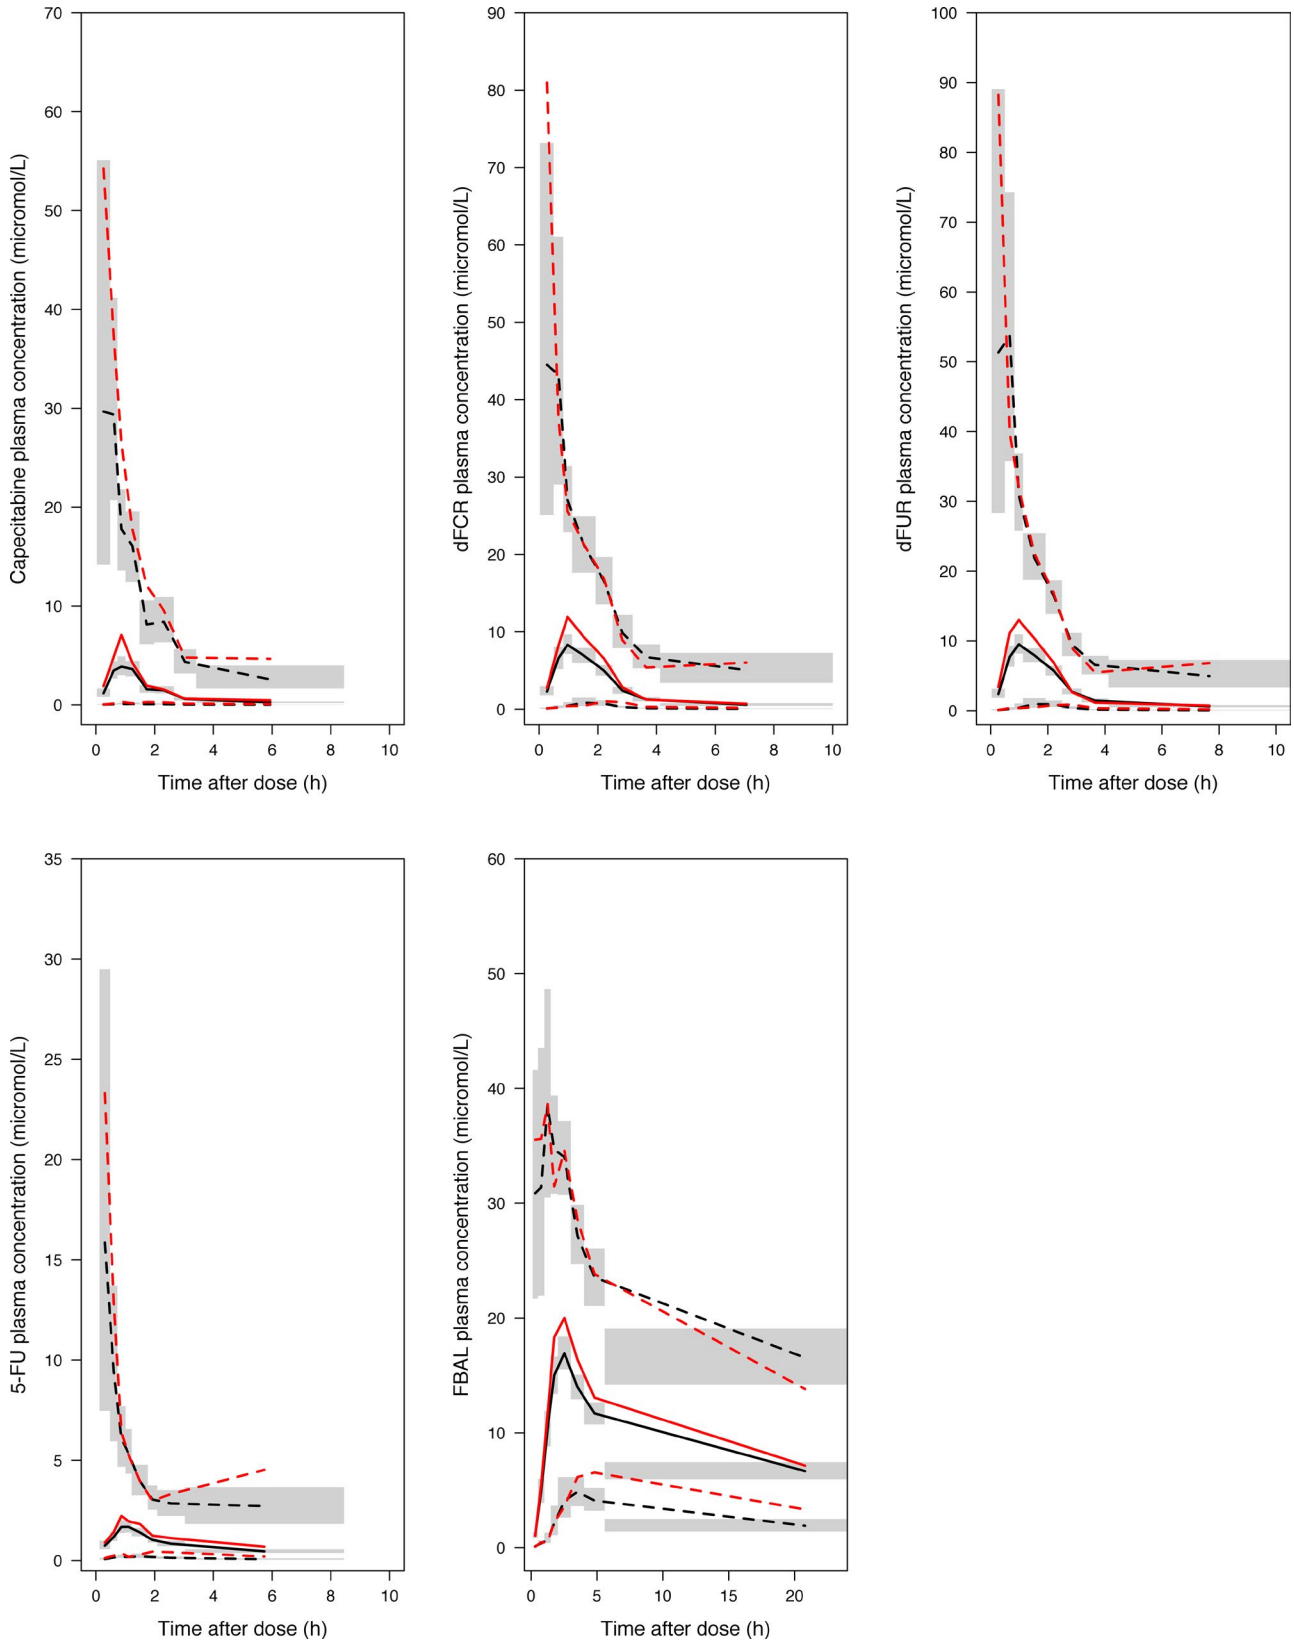 Capecitabine plasma concentration (micromol/L)
70
60
50
40
30
20
10
0
0 2 4 6 8 10
Time after dose (h)
dFCR plasma concentration (micromol/L)
90
80
70
60
50
40
30
20
10
0
0 2 4 6 8 10
Time after dose (h)
dFUR plasma concentration (micromol/L)
100
90
80
70
60
50
40
30
20
10
0
0 2 4 6 8 10
Time after dose (h)
5-FU plasma concentration (micromol/L)
35
30
25
20
15
10
5
0
0 2 4 6 8 10
Time after dose (h)
FBAL plasma concentration (micromol/L)
60
50
40
30
20
10
0
0 5 10 15 20
Time after dose (h)